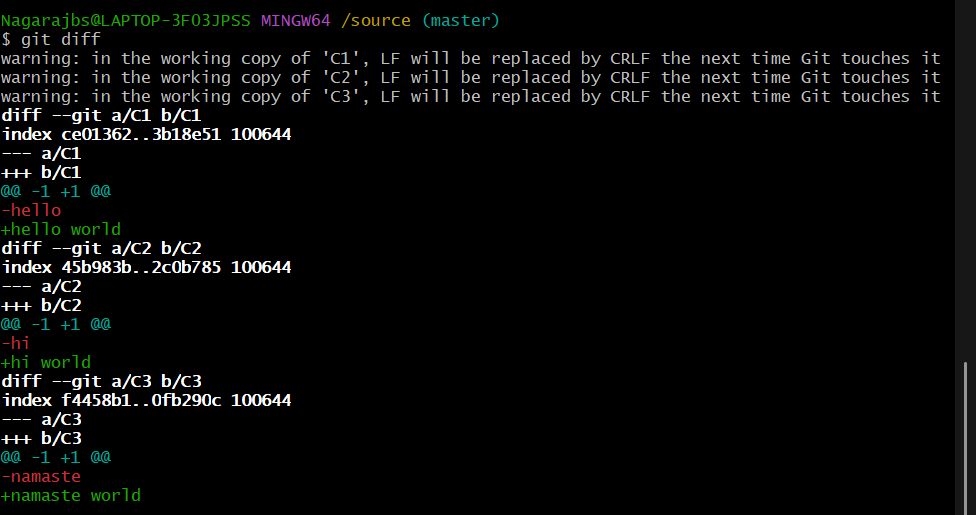 Nagarajbs@LAPTOP-3FO3JPSS MINGW64 /source (master)
$ git diff
warning: in the working copy of 'C1', LF will be replaced by CRLF the next time Git touches it
warning: in the working copy of 'C2', LF will be replaced by CRLF the next time Git touches it
warning: in the working copy of 'C3', LF will be replaced by CRLF the next time Git touches it
diff --git a/C1 b/C1
index ce01362..3b18e51 100644
--- a/C1
+++ b/C1
@@ -1 +1 @@
-hello
+hello world
diff --git a/C2 b/C2
index 45b983b..2c0b785 100644
--- a/C2
+++ b/C2
@@ -1 +1 @@
-hi
+hi world
diff --git a/C3 b/C3
index f4458b1..0fb290c 100644
--- a/C3
+++ b/C3
@@ -1 +1 @@
-namaste
+namaste world